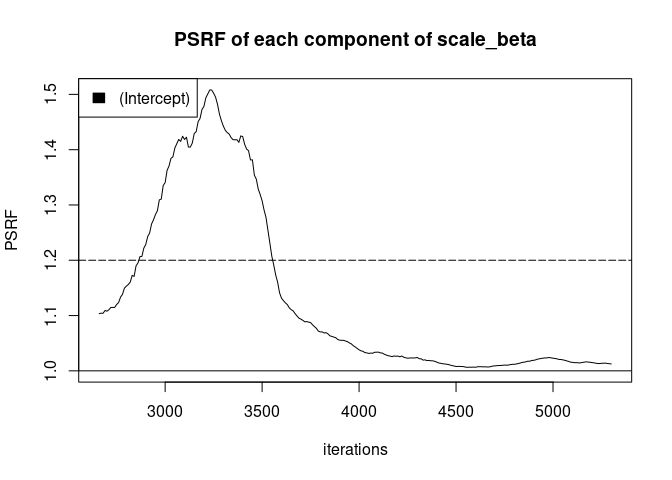 PSRF of each component of scale_beta
(Intercept)
PSRF
1.5
1.4
1.3
1.2
1.1
1.0
3000 3500 4000 4500 5000
iterations